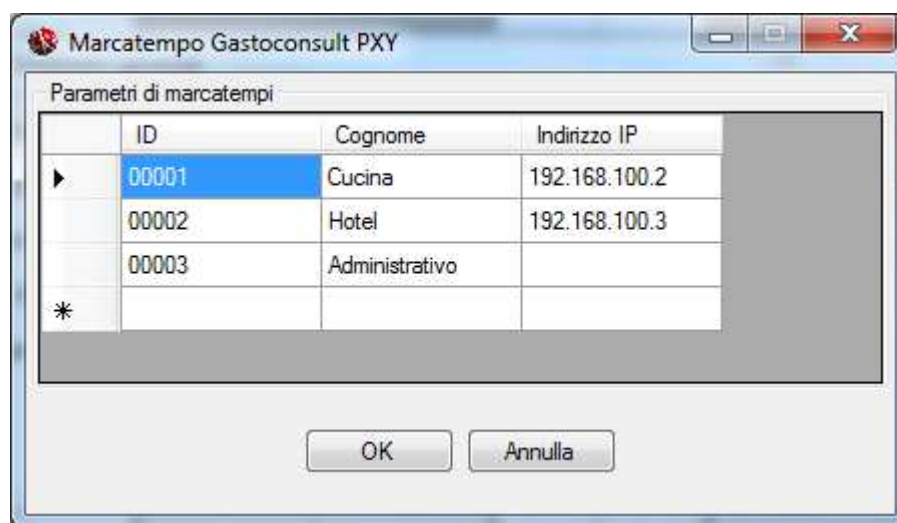 Marcatempo Gastoconsult PXY
Parametri di marcatempi
ID Cognome Indirizzo IP
00001 Cucina 192.168.100.2
00002 Hotel 192.168.100.3
00003 Administrativo
OK Annulla